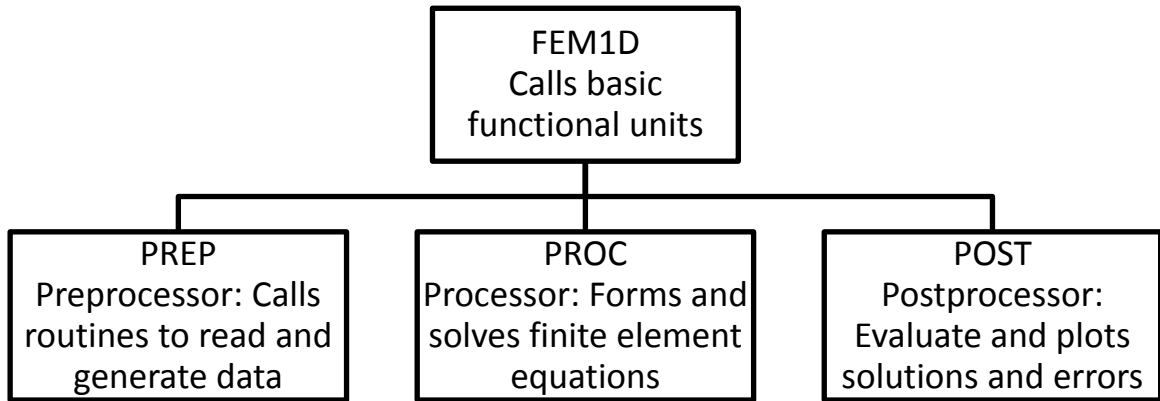 FEM1D
Calls basic
functional units
PREP
Preprocessor: Calls
routines to read and
generate data
PROC
Processor: Forms and
solves finite element
equations
POST
Postprocessor:
Evaluate and plots
solutions and errors